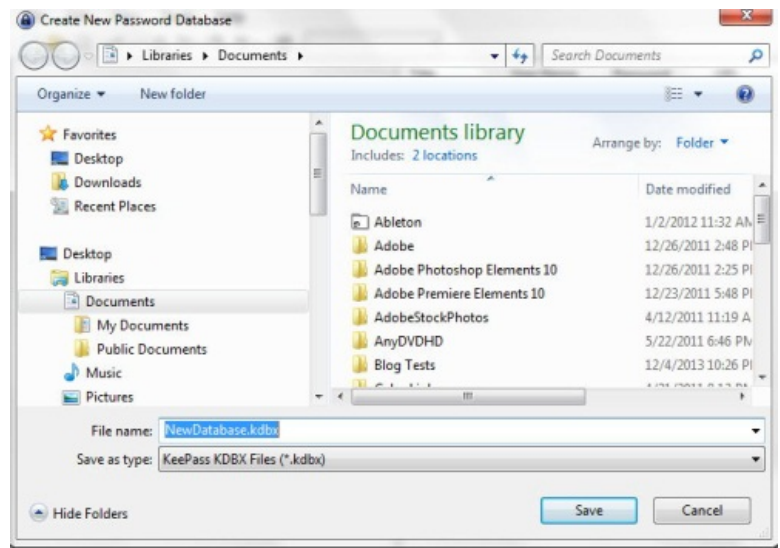 Create New Password Database
Libraries Documents
Search Documents
Organize New folder
Favorites
Desktop
Downloads
Recent Places
Desktop
Libraries
Documents
My Documents
Public Documents
Music
Pictures
Documents library
Includes: 2 locations
Arrange by: Folder
Name Date modified
Ableton 1/2/2012 11:32 AM
Adobe 12/26/2011 2:48 P
Adobe Photoshop Elements 10 12/26/2011 2:25 P
Adobe Premiere Elements 10 12/23/2011 5:48 P
AdobeStockPhotos 4/12/2011 11:19 A
AnyDVDHD 5/22/2011 6:46 PM
Blog Tests 12/4/2013 10:26 P
File name: NewDatabase.kdbx
Save as type: KeePass KDBX Files (*.kdbx)
Hide Folders
Save Cancel